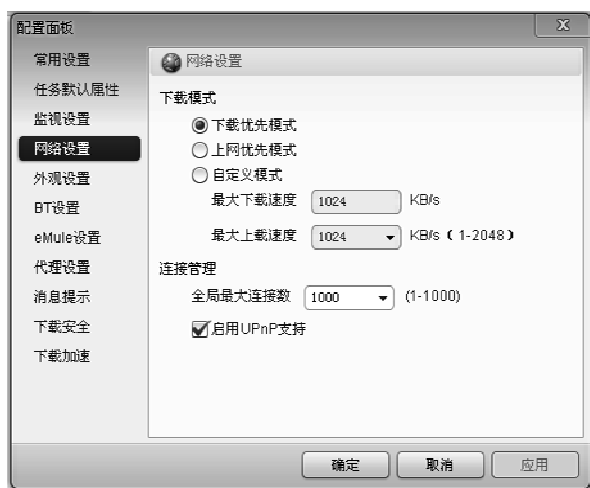 配置面板
常用设置
任务默认属性
监视设置
网络设置
外观设置
BT设置
eMule设置
代理设置
消息提示
下载安全
下载加速
网络设置
下载模式
下载优先模式
上网优先模式
自定义模式
最大下载速度 1024 KB/s
最大上载速度 1024 KB/s ( 1-2048 )
连接管理
全局最大连接数 1000 (1-1000)
启用UPnP支持
确定 取消 应用